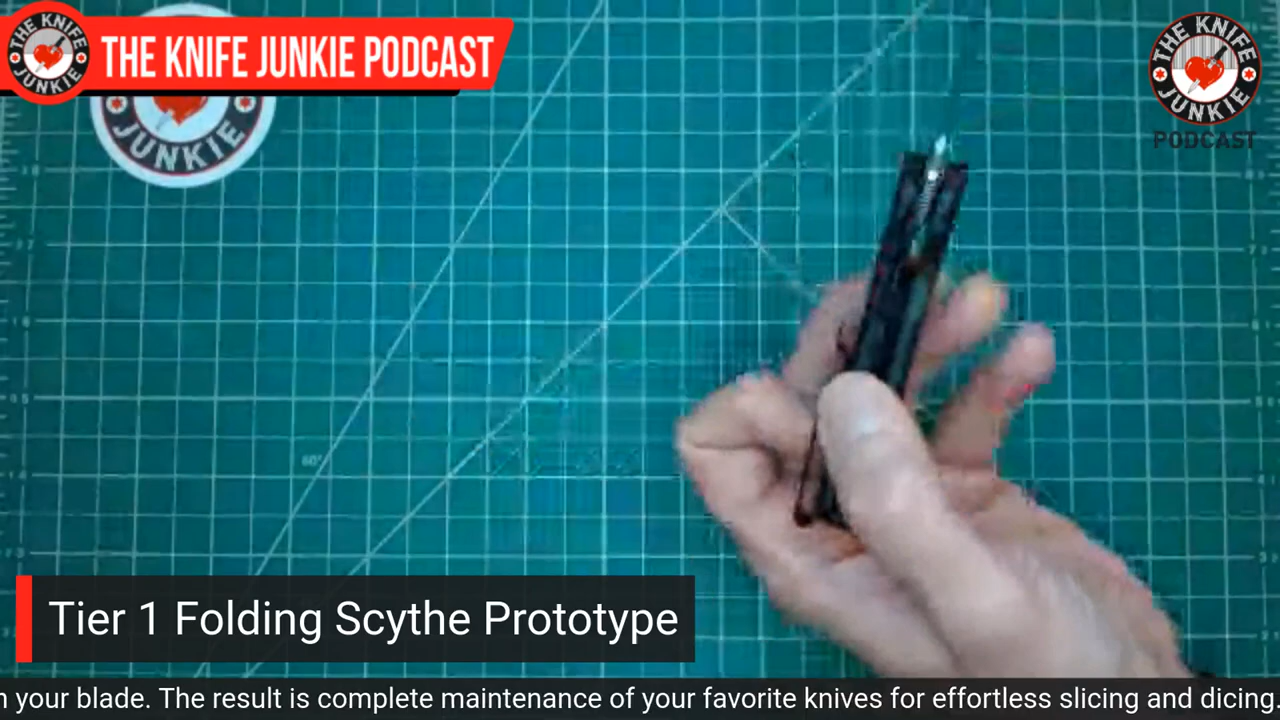 THE KNIFE JUNKIE
THE KNIFE JUNKIE PODCAST
THE KNIFE JUNKIE
PODCAST
JUNKIE
60°
Tier 1 Folding Scythe Prototype
n your blade. The result is complete maintenance of your favorite knives for effortless slicing and dicing.